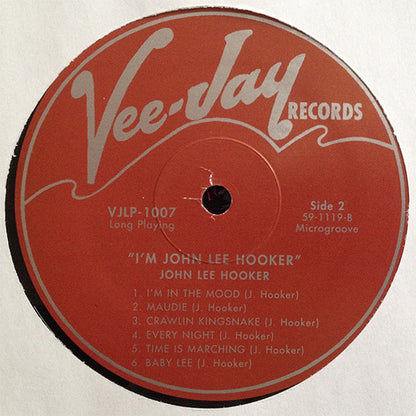 Vee-Jay
RECORDS
VJLP-1007
Long Playing
Side 2
59-1119-B
Microgroove
"I'M JOHN LEE HOOKER"
JOHN LEE HOOKER
1. I'M IN THE MOOD (J. Hooker)
2. MAUDIE (J. Hooker)
3. CRAWLIN KINGSNAKE (J. Hooker)
4. EVERY NIGHT (J. Hooker)
5. TIME IS MARCHING (J. Hooker)
6. BABY LEE (J. Hooker)